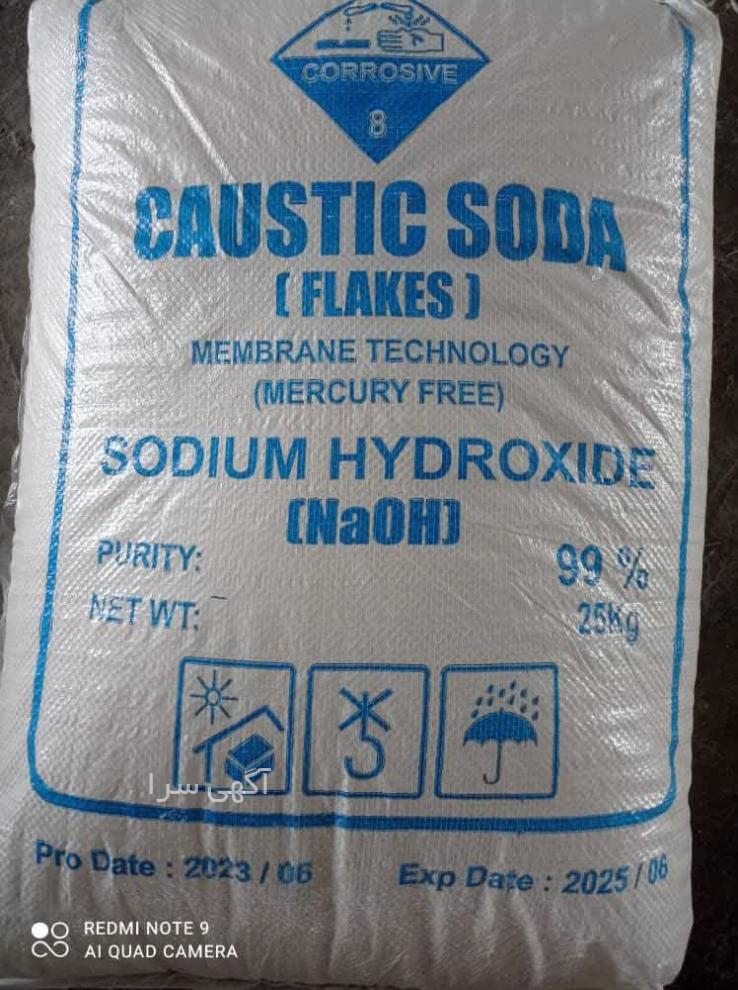 CORROSIVE
8
CAUSTIC SODA
( FLAKES )
MEMBRANE TECHNOLOGY
(MERCURY FREE)
SODIUM HYDROXIDE
(NaOH)
PURITY: 99 %
NET WT: 25Kg
آگهی سرا
Pro Date : 2023 / 06 Exp Date : 2025 / 06
REDMI NOTE 9
AI QUAD CAMERA